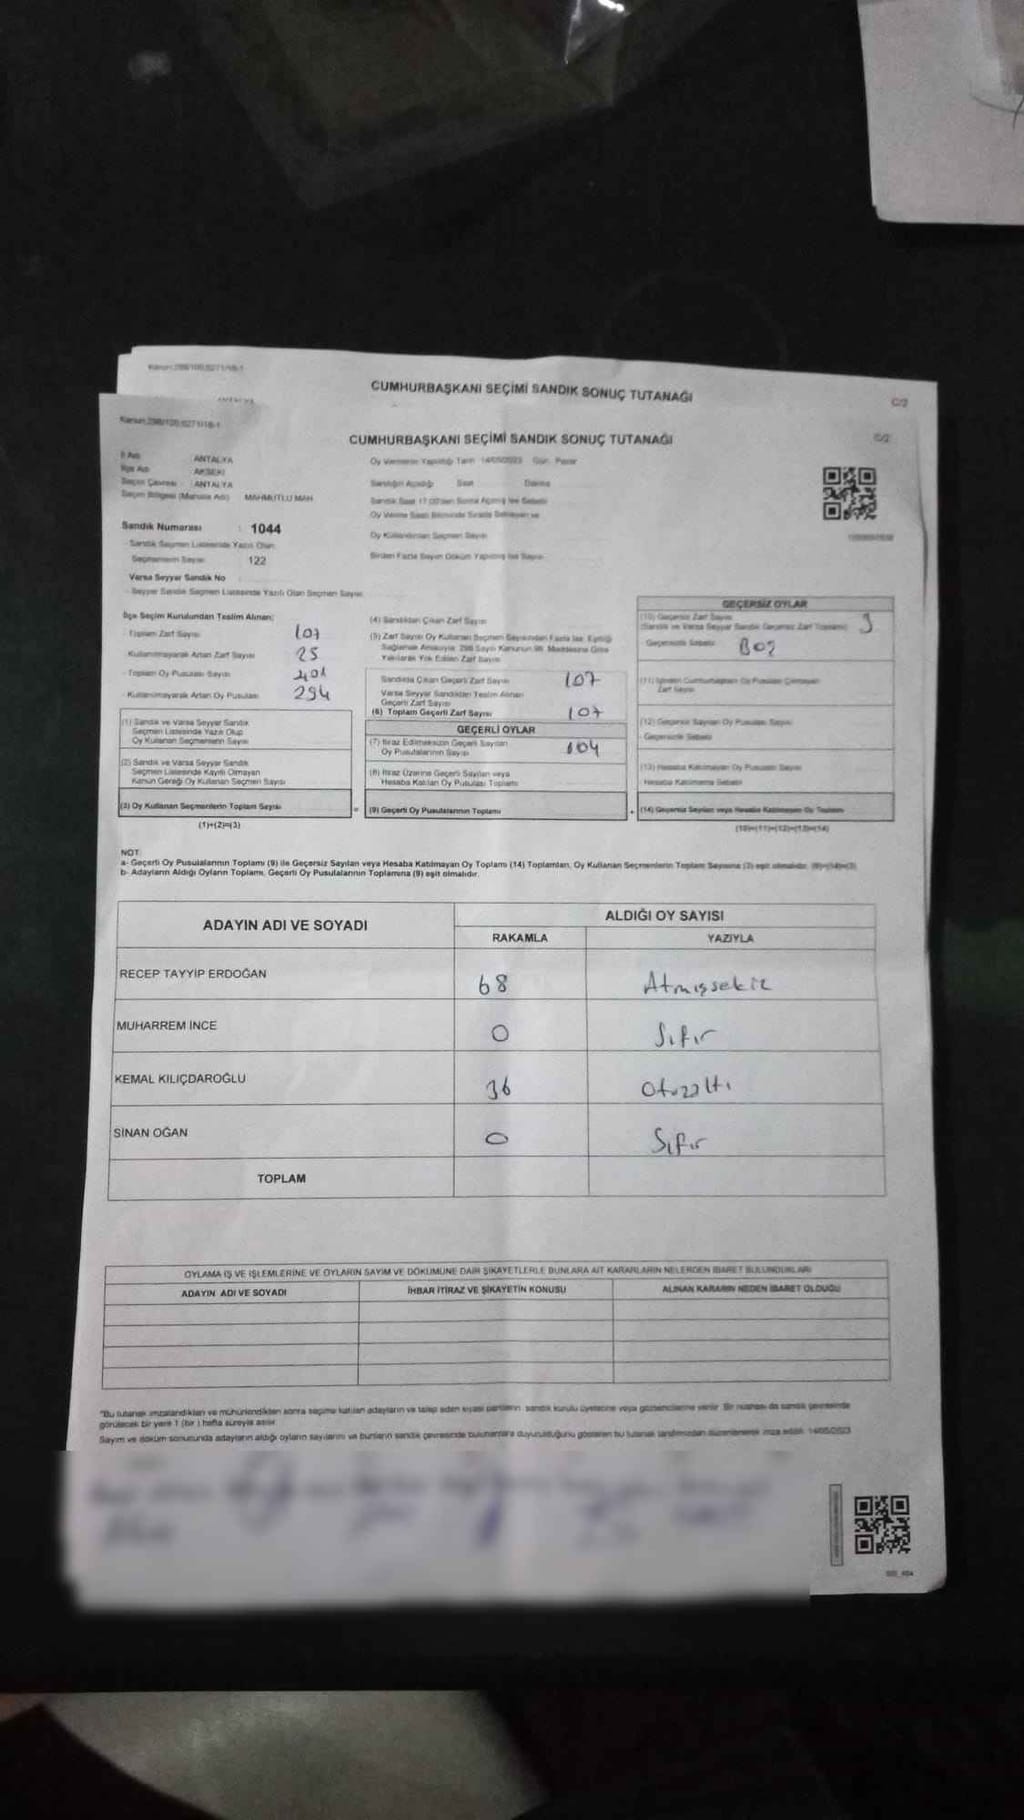 CUMHURBAŞKANI SEÇİMİ SANDIK SONUÇ TUTANAĞI
C/2
CUMHURBAŞKANI SEÇİMİ SANDIK SONUÇ TUTANAĞI
İl Adı : ANTALYA
İlçe Adı : AKSEKİ
Seçim Çevresi : ANTALYA
Seçim Bölgesi (Mahalle Adı) MAHMUTLU MAH
Oy Vermenin Yapıldığı Tarih 14/05/2023 Gün Pazar
Sandığın Açıldığı Saat Dakika
Oy Kullandırılan Seçmen Sayısı
Sandık Numarası : 1044
Sandık Seçmen Listesinde Yazılı Olan
Seçmenlerin Sayısı : 122
Varsa Seyyar Sandık No
Seyyar Sandık Seçmen Listesinde Yazılı Olan Seçmen Sayısı
İlçe Seçim Kurulundan Teslim Alınan:
Toplam Zarf Sayısı 107
Kullanılmayarak Artan Zarf Sayısı 25
Toplam Oy Pusulası Sayısı 401
Kullanılmayarak Artan Oy Pusulası 294
(1) Sandık ve Varsa Seyyar Sandık
Seçmen Listesinde Yazılı Olup
Oy Kullanan Seçmenlerin Sayısı
(2) Sandık ve Varsa Seyyar Sandık
Seçmen Listesinde Kayıtlı Olmayan
Kanun Gereği Oy Kullanan Seçmen Sayısı
(3) Oy Kullanan Seçmenlerin Toplam Sayısı
(1)+(2)=(3)
(4) Sandıktan Çıkan Zarf Sayısı
(5) Zarf Sayısı Oy Kullanan Seçmen Sayısından Fazla İse, Eşitliği
Sağlamak Amacıyla 298 Sayılı Kanunun 98. Maddesine Göre
Yakılarak Yok Edilen Zarf Sayısı
Sandıkta Çıkan Geçerli Zarf Sayısı 107
Varsa Seyyar Sandıktan Teslim Alınan
Geçerli Zarf Sayısı
(6) Toplam Geçerli Zarf Sayısı 107
GEÇERLİ OYLAR
(7) İtiraz Edilmeksizin Geçerli Sayılan
Oy Pusulalarının Sayısı 104
(8) İtiraz Üzerine Geçerli Sayılan veya
Hesaba Katılan Oy Pusulası Toplamı
(9) Geçerli Oy Pusulalarının Toplamı
GEÇERSİZ OYLAR
(10) Geçersiz Zarf Sayısı
(Sandık ve Varsa Seyyar Sandık Geçersiz Zarf Toplamı) 3
Geçersizlik Sebebi Boş
Zarf Sayısı
(12) Geçersiz Sayılan Oy Pusulası Sayısı
Geçersizlik Sebebi
(13) Hesaba Katılmayan Oy Pusulası Sayısı
Hesaba Katılmama Sebebi
(14) Geçersiz Sayılan veya Hesaba Katılmayan Oy Toplamı
(10)+(11)+(12)+(13)=(14)
NOT:
a- Geçerli Oy Pusulalarının Toplamı (9) ile Geçersiz Sayılan veya Hesaba Katılmayan Oy Toplamı (14) Toplamları, Oy Kullanan Seçmenlerin Toplam Sayısına (3) eşit olmalıdır. (9)+(14)=(3)
b- Adayların Aldığı Oyların Toplamı, Geçerli Oy Pusulalarının Toplamına (9) eşit olmalıdır.
ADAYIN ADI VE SOYADI
ALDIĞI OY SAYISI
RAKAMLA YAZIYLA
RECEP TAYYİP ERDOĞAN 68 Atmışsekiz
MUHARREM İNCE 0 Sıfır
KEMAL KILIÇDAROĞLU 36 Otuzaltı
SİNAN OĞAN 0 Sıfır
TOPLAM
OYLAMA İŞ VE İŞLEMLERİNE VE OYLARIN SAYIM VE DÖKÜMÜNE DAİR ŞİKAYETLERLE BUNLARA AİT KARARLARIN NELERDEN İBARET BULUNDUKLARI
ADAYIN ADI VE SOYADI İHBAR İTİRAZ VE ŞİKAYETİN KONUSU ALINAN KARARIN NEDEN İBARET OLDUĞU
"Bu tutanak imzalandıktan ve mühürlendikten sonra seçime katılan adayların ve talep eden siyasi partilerin sandık kurulu üyelerine veya gözlemcilerine verilir. Bir nüshası da sandık çevresinde
görülecek bir yere 1 (bir) hafta süreyle asılır.
Sayım ve döküm sonucunda adayların aldığı oyların sayılarını ve bunların sandık çevresinde bulunanlara duyurulduğunu gösteren bu tutanak tarafımızdan düzenlenerek imza edildi. 14/05/2023